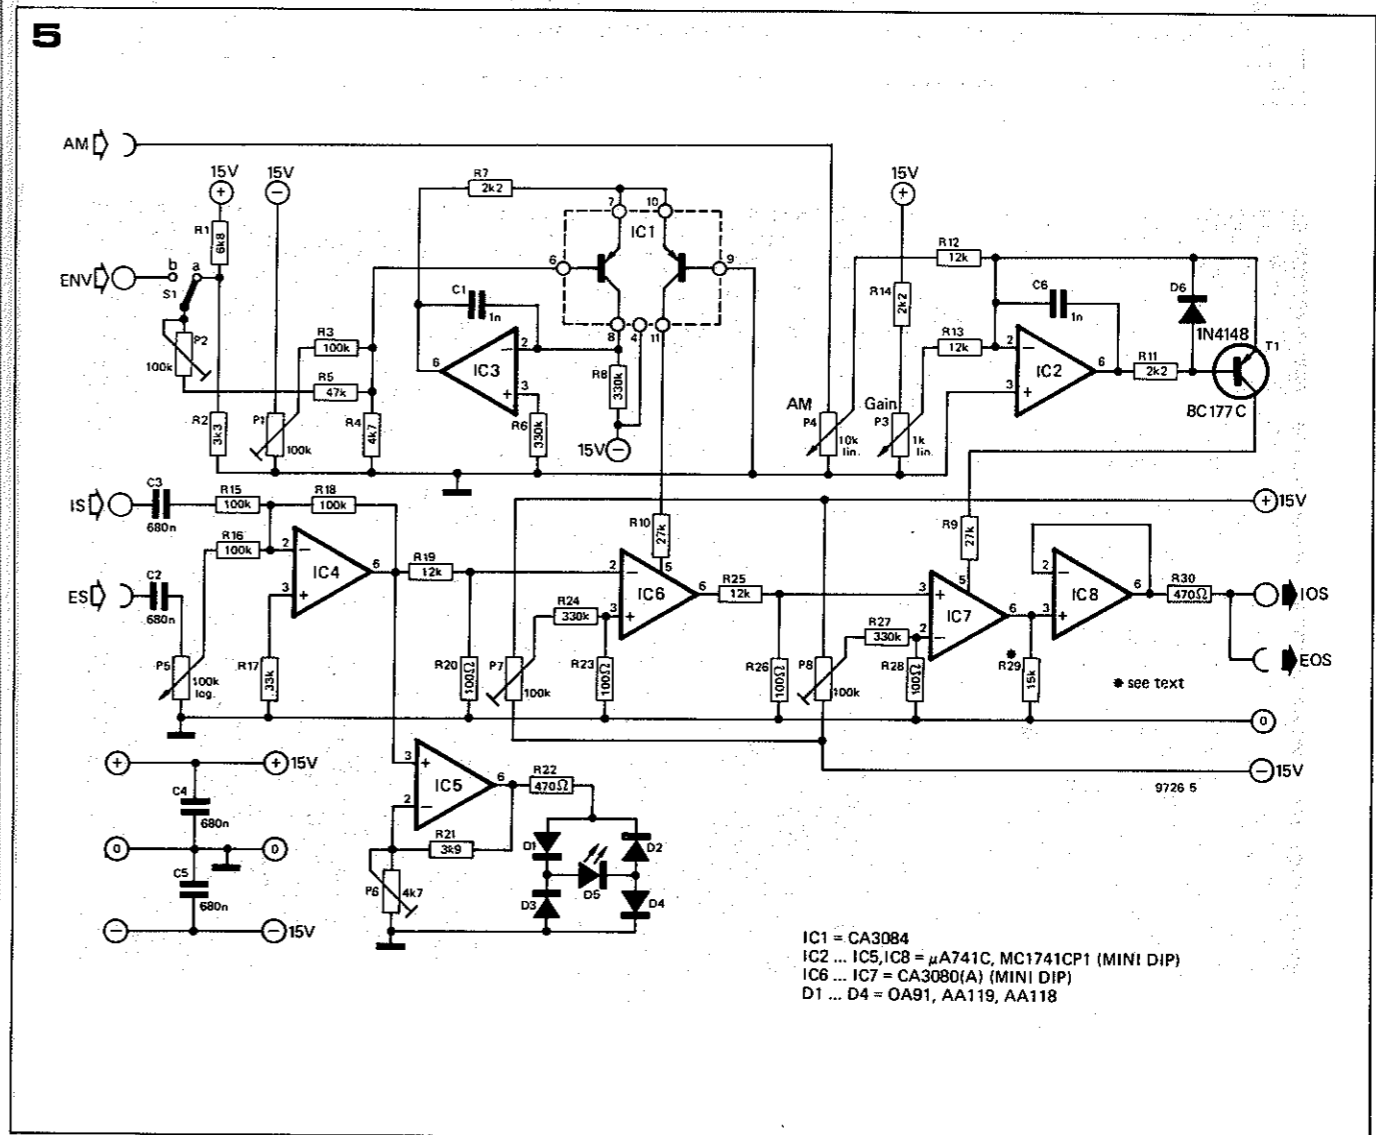 5
AM
15V
15V
R7
2k2
15V
7
10
IC1
R1
6k8
R12
12k
ENV
b
a
S1
6
9
C1
1n
R14
2k2
C6
1n
D6
1N4148
P2
100k
R3
100k
8
4
11
R13
12k
T1
6
IC3
2
3
2
IC2
3
6
R11
2k2
R5
47k
R8
330k
BC177C
R2
3k3
P1
100k
R4
4k7
R6
330k
15V
AM
P4
10k
lin.
Gain
P3
1k
lin.
IS
C3
680n
R15
100k
R18
100k
15V
R16
100k
R10
27k
R9
27k
2
IC4
3
6
R19
12k
2
5
IC6
3
6
R25
12k
5
3
IC7
2
6
2
IC8
3
6
R30
470Ω
IOS
ES
C2
680n
R24
330k
R27
330k
P5
100k
log.
R17
33k
R20
100Ω
P7
100k
R23
100Ω
R26
100Ω
P8
100k
R28
100Ω
* R29
15k
EOS
* see text
0
3
IC5
2
6
R22
470Ω
15V
15V
9726 5
C4
680n
R21
3k9
D1
D2
0
0
C5
680n
P6
4k7
D5
D3
D4
15V
IC1 = CA3084
IC2 ... IC5,IC8 = µA741C, MC1741CP1 (MINI DIP)
IC6 ... IC7 = CA3080(A) (MINI DIP)
D1 ... D4 = OA91, AA119, AA118